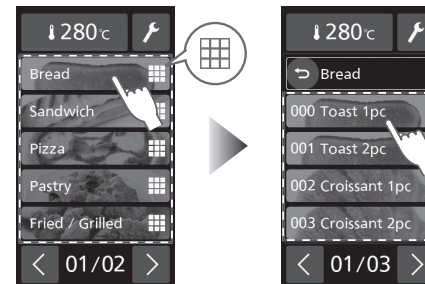 280℃
Bread
Sandwich
Pizza
Pastry
Fried / Grilled
01/02
280℃
Bread
000 Toast 1pc
001 Toast 2pc
002 Croissant 1pc
003 Croissant 2pc
01/03